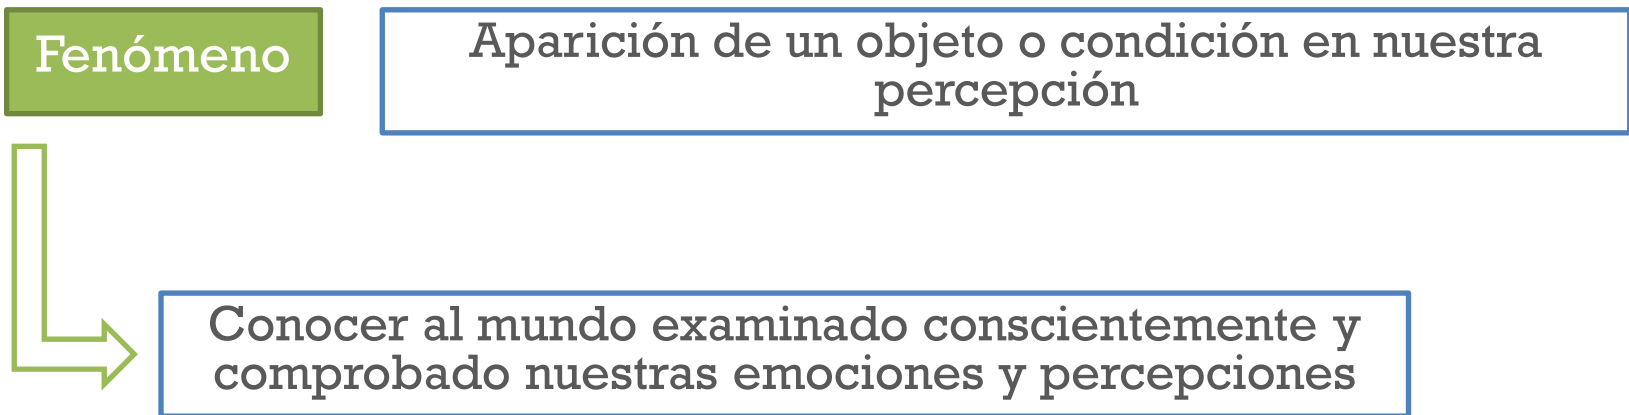 Fenómeno
Aparición de un objeto o condición en nuestra
percepción
Conocer al mundo examinado conscientemente y
comprobado nuestras emociones y percepciones